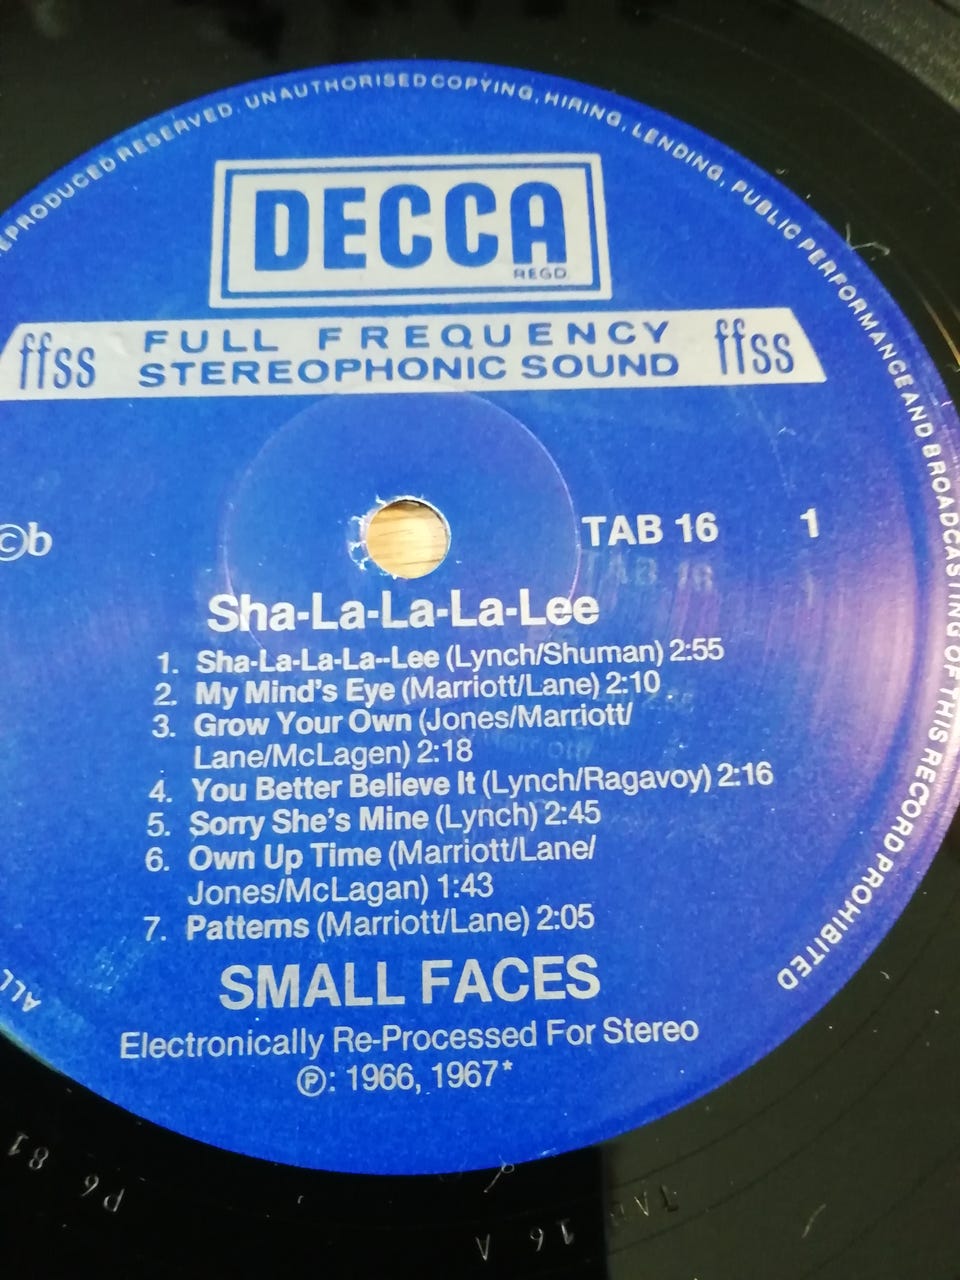 REPRODUCED RESERVED. UNAUTHORISED COPYING, HIRING, LENDING, PUBLIC PERFORMANCE AND BROADCASTING OF THIS RECORD PROHIBITED
DECCA
REGD.
ffss FULL FREQUENCY ffss
STEREOPHONIC SOUND
©b
TAB 16 1
Sha-La-La-La-Lee
1. Sha-La-La-La--Lee (Lynch/Shuman) 2:55
2. My Mind's Eye (Marriott/Lane) 2:10
3. Grow Your Own (Jones/Marriott/
Lane/McLagen) 2:18
4. You Better Believe It (Lynch/Ragavoy) 2:16
5. Sorry She's Mine (Lynch) 2:45
6. Own Up Time (Marriott/Lane/
Jones/McLagan) 1:43
7. Patterns (Marriott/Lane) 2:05
SMALL FACES
Electronically Re-Processed For Stereo
℗: 1966, 1967*
ALL
TAB 16 A